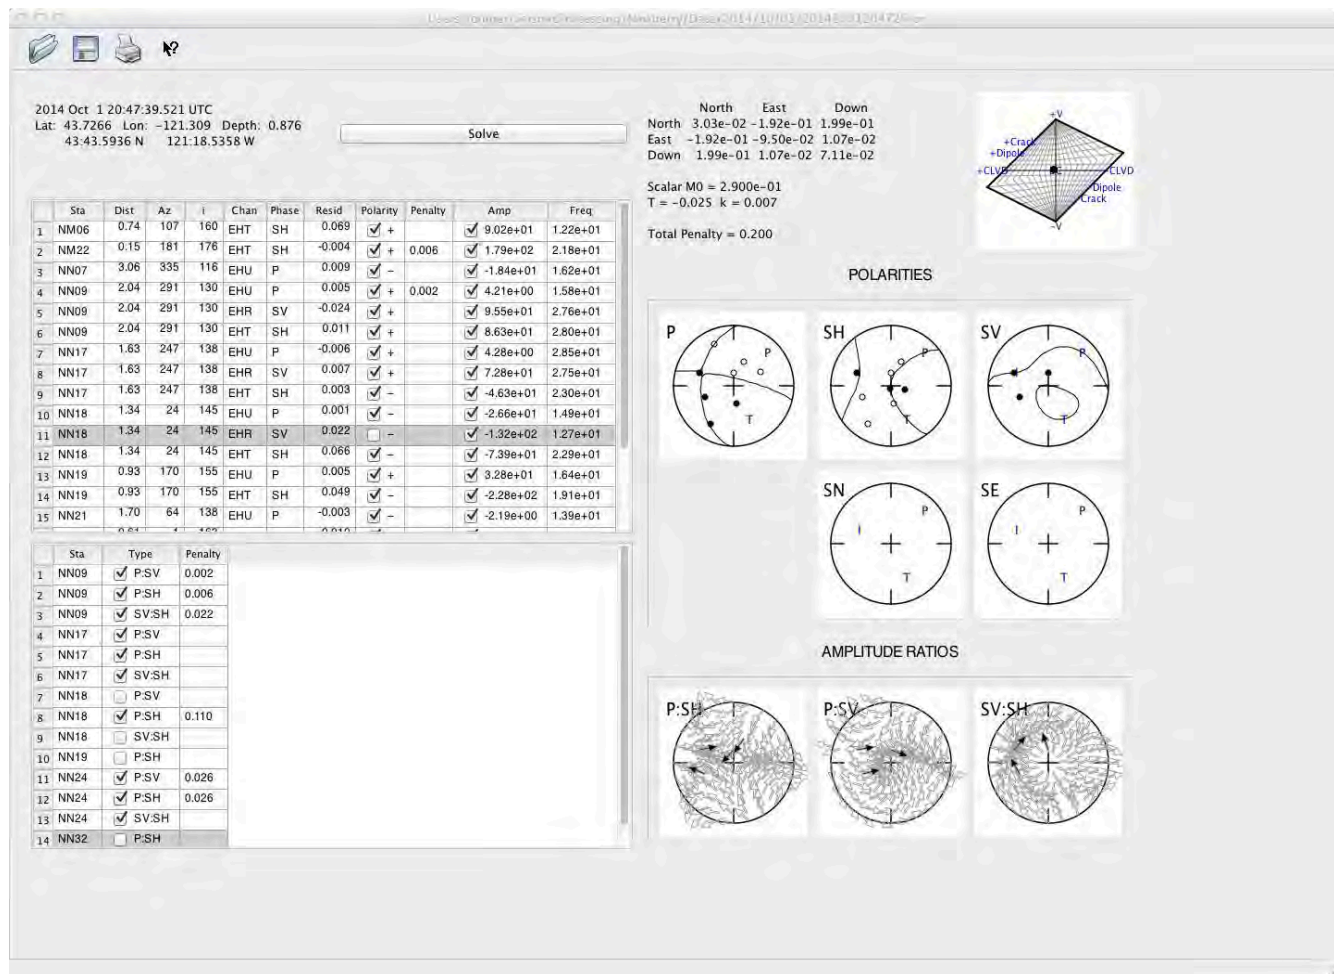 2014 Oct 1 20:47:39.521 UTC
Lat: 43.7266 Lon: -121.309 Depth: 0.876
43:43.5936 N 121:18.5358 W
Solve
Sta Dist Az i Chan Phase Resid Polarity Penalty Amp Freq
1 NM06 0.74 107 160 EHT SH 0.069 + 9.02e+01 1.22e+01
2 NM22 0.15 181 176 EHT SH -0.004 + 0.006 1.79e+02 2.18e+01
3 NN07 3.06 335 116 EHU P 0.009 - -1.84e+01 1.62e+01
4 NN09 2.04 291 130 EHU P 0.005 + 0.002 4.21e+00 1.58e+01
5 NN09 2.04 291 130 EHR SV -0.024 + 9.55e+01 2.76e+01
6 NN09 2.04 291 130 EHT SH 0.011 + 8.63e+01 2.80e+01
7 NN17 1.63 247 138 EHU P -0.006 + 4.28e+00 2.85e+01
8 NN17 1.63 247 138 EHR SV 0.007 + 7.28e+01 2.75e+01
9 NN17 1.63 247 138 EHT SH 0.003 - -4.63e+01 2.30e+01
10 NN18 1.34 24 145 EHU P 0.001 - -2.66e+01 1.49e+01
11 NN18 1.34 24 145 EHR SV 0.022 - -1.32e+02 1.27e+01
12 NN18 1.34 24 145 EHT SH 0.066 - -7.39e+01 2.29e+01
13 NN19 0.93 170 155 EHU P 0.005 + 3.28e+01 1.64e+01
14 NN19 0.93 170 155 EHT SH 0.049 - -2.28e+02 1.91e+01
15 NN21 1.70 64 138 EHU P -0.003 - -2.19e+00 1.39e+01
Sta Type Penalty
1 NN09 P:SV 0.002
2 NN09 P:SH 0.006
3 NN09 SV:SH 0.022
4 NN17 P:SV
5 NN17 P:SH
6 NN17 SV:SH
7 NN18 P:SV
8 NN18 P:SH 0.110
9 NN18 SV:SH
10 NN19 P:SH
11 NN24 P:SV 0.026
12 NN24 P:SH 0.026
13 NN24 SV:SH
14 NN32 P:SH
North East Down
North 3.03e-02 -1.92e-01 1.99e-01
East -1.92e-01 -9.50e-02 1.07e-02
Down 1.99e-01 1.07e-02 7.11e-02
Scalar M0 = 2.900e-01
T = -0.025 k = 0.007
Total Penalty = 0.200
+V
+Crack
+Dipole
+CLVD
-CLVD
Dipole
Crack
-V
POLARITIES
P P T
SH P T
SV P I T
SN P I T
SE P I T
AMPLITUDE RATIOS
P:SH P:SV SV:SH